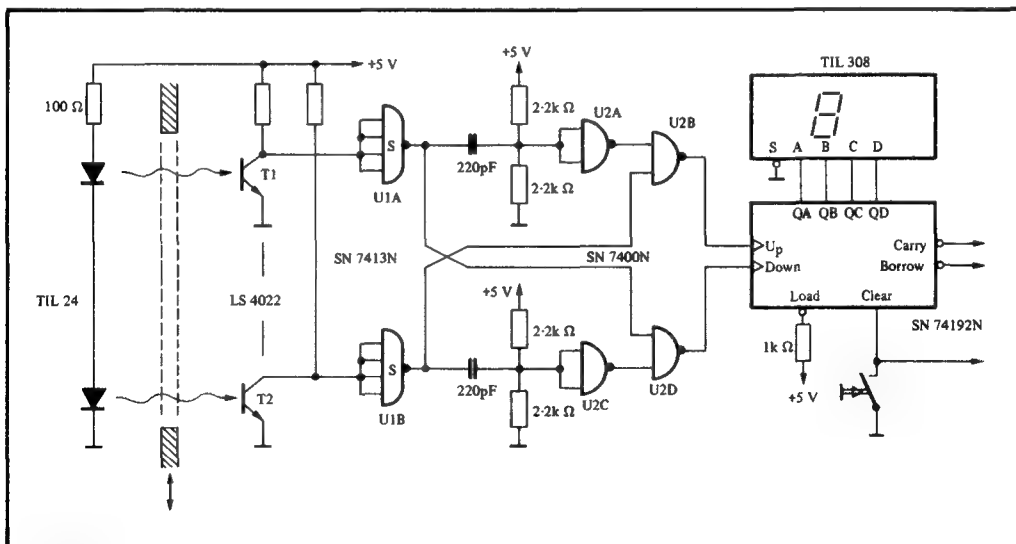 +5 V
TIL 308
100 Ω
2·2k Ω
U2A
U2B
S A B C D
T1
S
220pF
U1A
2·2k Ω
QA QB QC QD
Up
Carry
SN 7413N
SN 7400N
Down
Borrow
+5 V
Load
Clear
TIL 24
LS 4022
SN 74192N
2·2k Ω
1k Ω
S
T2
220pF
2·2k Ω
U2C
U2D
+5 V
U1B